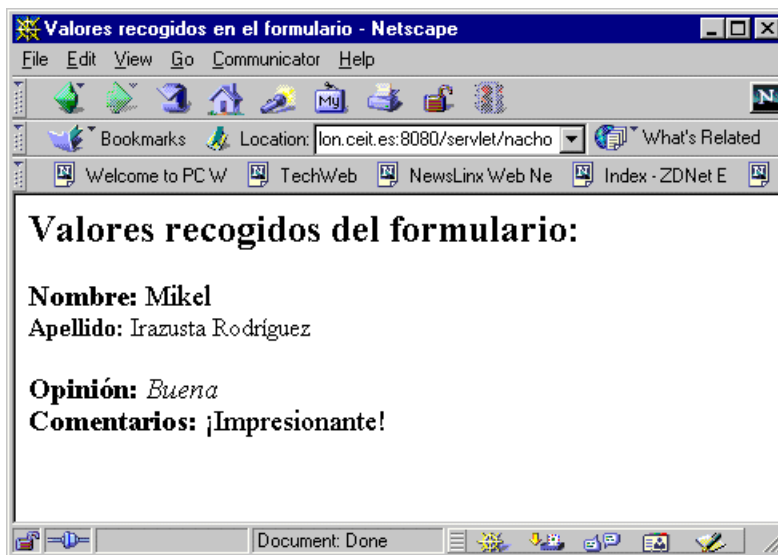 Valores recogidos en el formulario - Netscape
File Edit View Go Communicator Help
My N
Bookmarks Location: lon.ceit.es:8080/servlet/nacho What's Related
Welcome to PC W TechWeb NewsLinx Web Ne Index - ZDNet E
Valores recogidos del formulario:
Nombre: Mikel
Apellido: Irazusta Rodríguez
Opinión: Buena
Comentarios: ¡Impresionante!
Document: Done